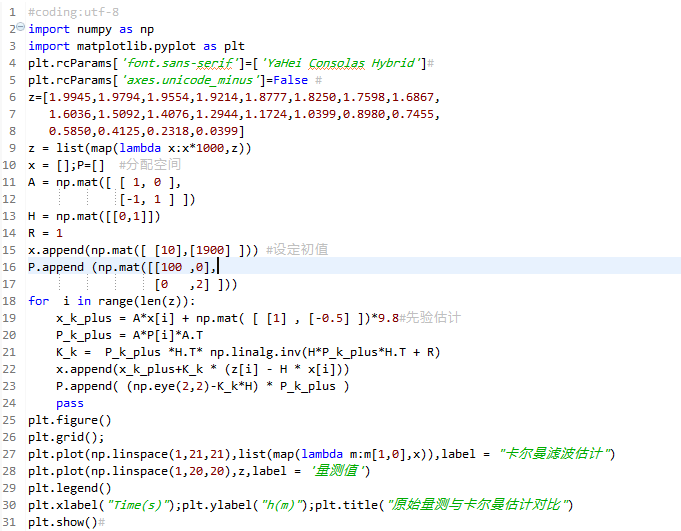 1 #coding:utf-8
2 import numpy as np
3 import matplotlib.pyplot as plt
4 plt.rcParams['font.sans-serif']=['YaHei Consolas Hybrid']#
5 plt.rcParams['axes.unicode_minus']=False #
6 z=[1.9945,1.9794,1.9554,1.9214,1.8777,1.8250,1.7598,1.6867,
7 1.6036,1.5092,1.4076,1.2944,1.1724,1.0399,0.8980,0.7455,
8 0.5850,0.4125,0.2318,0.0399]
9 z = list(map(lambda x:x*1000,z))
10 x = [];P=[] #分配空间
11 A = np.mat([ [ 1, 0 ],
12 [-1, 1 ] ])
13 H = np.mat([[0,1]])
14 R = 1
15 x.append(np.mat([ [10],[1900] ])) #设定初值
16 P.append (np.mat([[100 ,0],
17 [0 ,2] ]))
18 for i in range(len(z)):
19 x_k_plus = A*x[i] + np.mat( [ [1] , [-0.5] ])*9.8#先验估计
20 P_k_plus = A*P[i]*A.T
21 K_k = P_k_plus *H.T* np.linalg.inv(H*P_k_plus*H.T + R)
22 x.append(x_k_plus+K_k * (z[i] - H * x[i]))
23 P.append( (np.eye(2,2)-K_k*H) * P_k_plus )
24 pass
25 plt.figure()
26 plt.grid();
27 plt.plot(np.linspace(1,21,21),list(map(lambda m:m[1,0],x)),label = "卡尔曼滤波估计")
28 plt.plot(np.linspace(1,20,20),z,label = '量测值')
29 plt.legend()
30 plt.xlabel("Time(s)");plt.ylabel("h(m)");plt.title("原始量测与卡尔曼估计对比")
31 plt.show()#